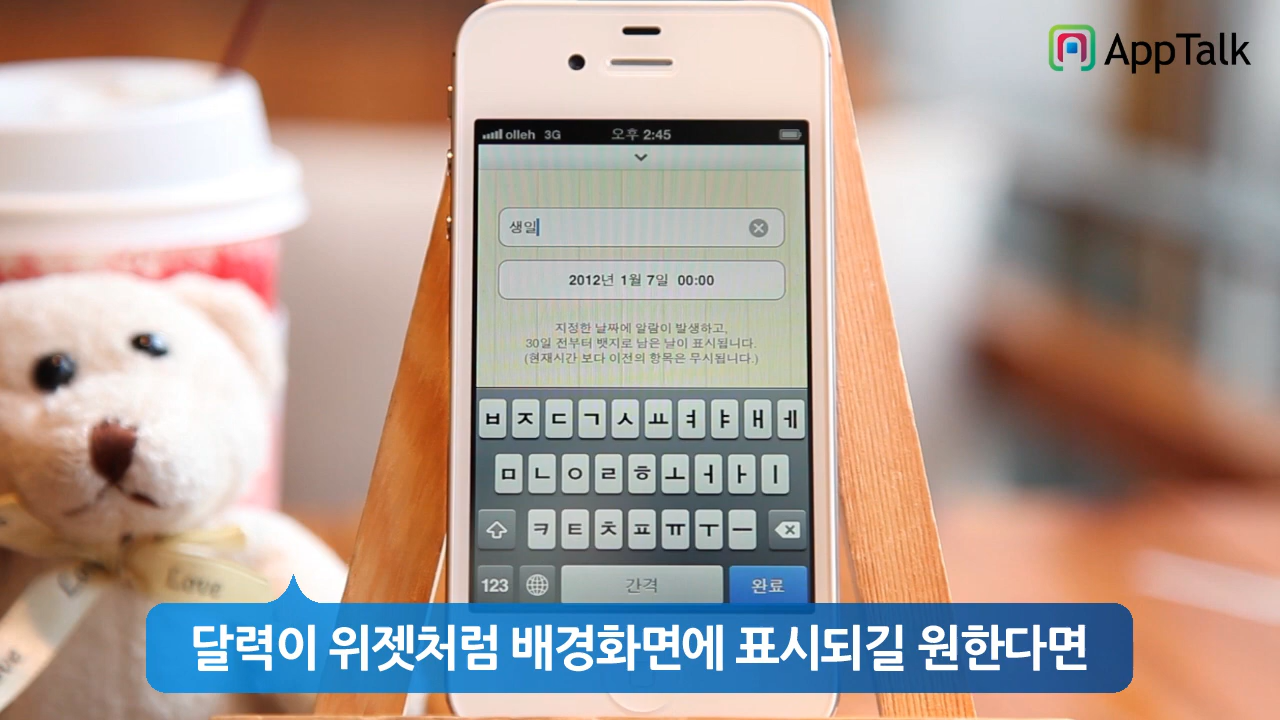 AppTalk
olleh 3G 오후 2:45
생일
2012년 1월 7일 00:00
지정한 날짜에 알람이 발생하고,
30일 전부터 뱃지로 남은 날이 표시됩니다.
(현재시간 보다 이전의 항목은 무시됩니다.)
ㅂ ㅈ ㄷ ㄱ ㅅ ㅛ ㅕ ㅑ ㅐ ㅔ
ㅁ ㄴ ㅇ ㄹ ㅎ ㅗ ㅓ ㅏ ㅣ
ㅋ ㅌ ㅊ ㅍ ㅠ ㅜ ㅡ
123 간격 완료
Love
달력이 위젯처럼 배경화면에 표시되길 원한다면